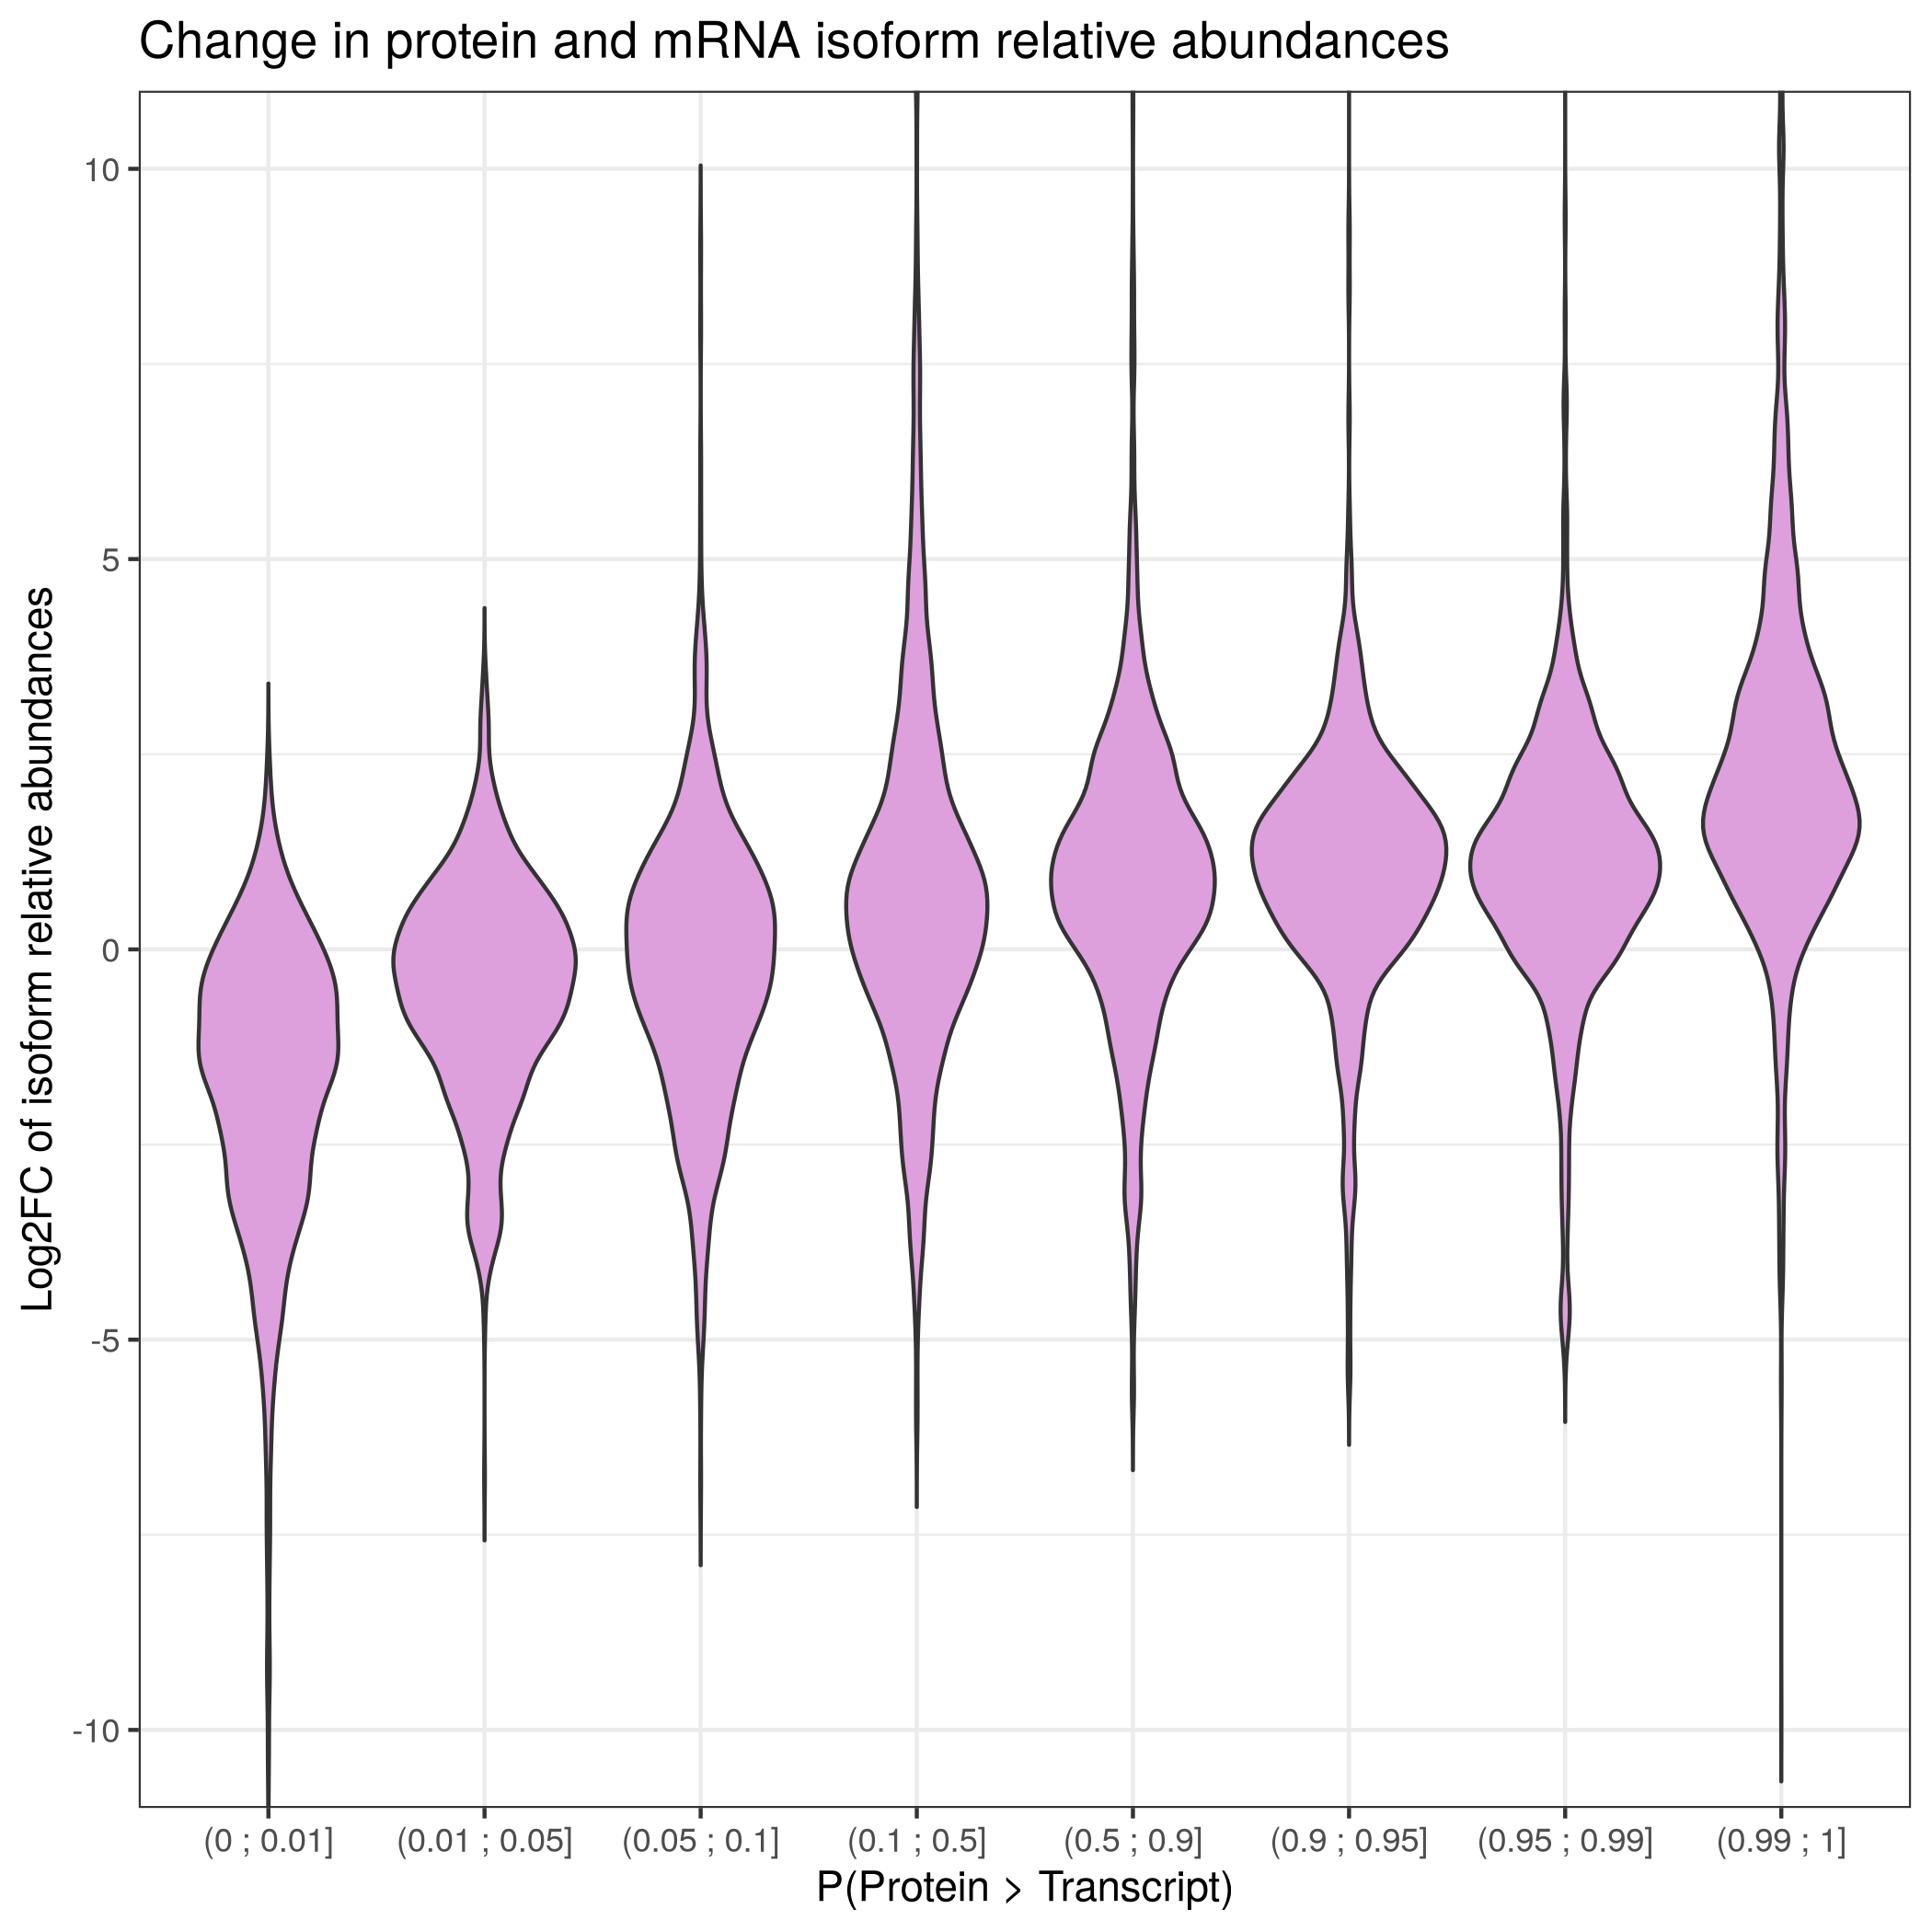 Change in protein and mRNA isoform relative abundances
Log2FC of isoform relative abundances
10
5
0
-5
-10
(0 ; 0.01]
(0.01 ; 0.05]
(0.05 ; 0.1]
(0.1 ; 0.5]
(0.5 ; 0.9]
(0.9 ; 0.95]
(0.95 ; 0.99]
(0.99 ; 1]
P(Protein > Transcript)